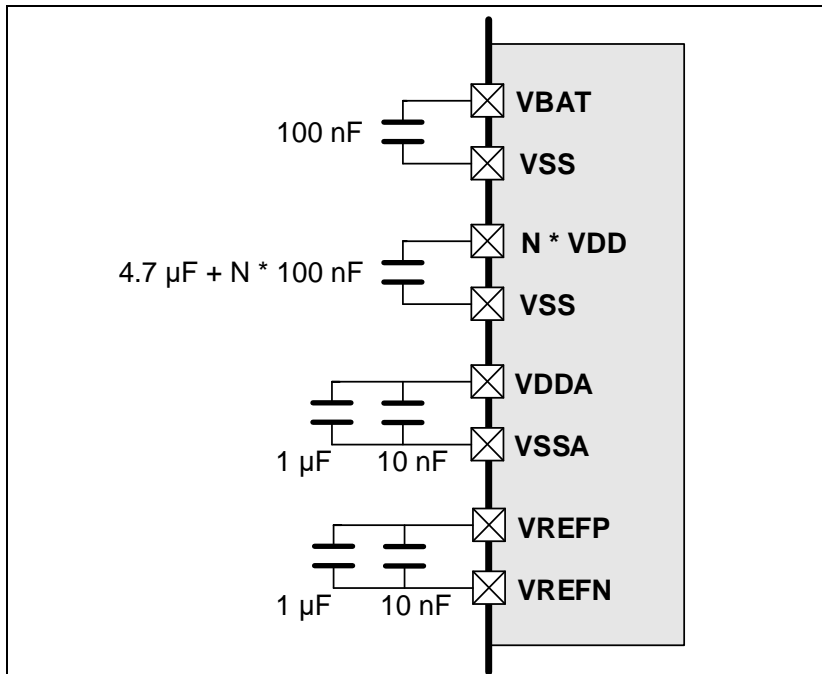 VBAT
100 nF
VSS
N * VDD
4.7 µF + N * 100 nF
VSS
VDDA
1 µF
10 nF
VSSA
VREFP
1 µF
10 nF
VREFN